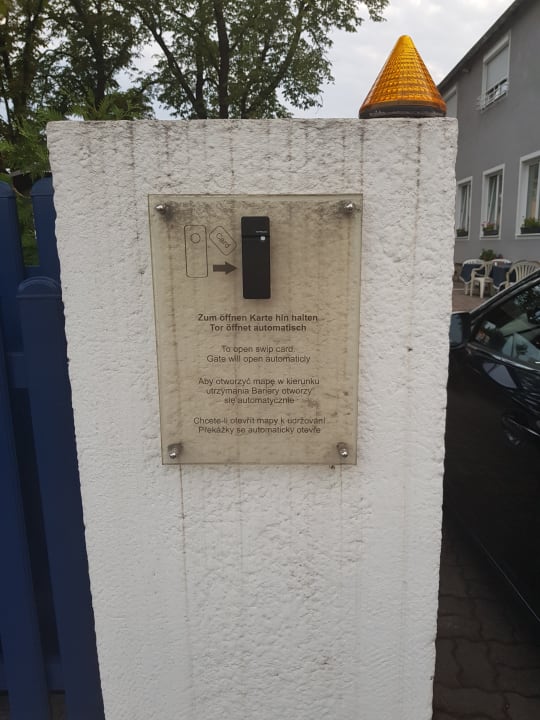 Card
Zum öffnen Karte hin halten
Tor öffnet automatisch
To open swip card
Gate will open automaticly
Aby otworzyć mapę w kierunku
utrzymania Bariery otworzy
się automatycznie
Chcete-li otevřít mapy k udržování
Překážky se automaticky otevře